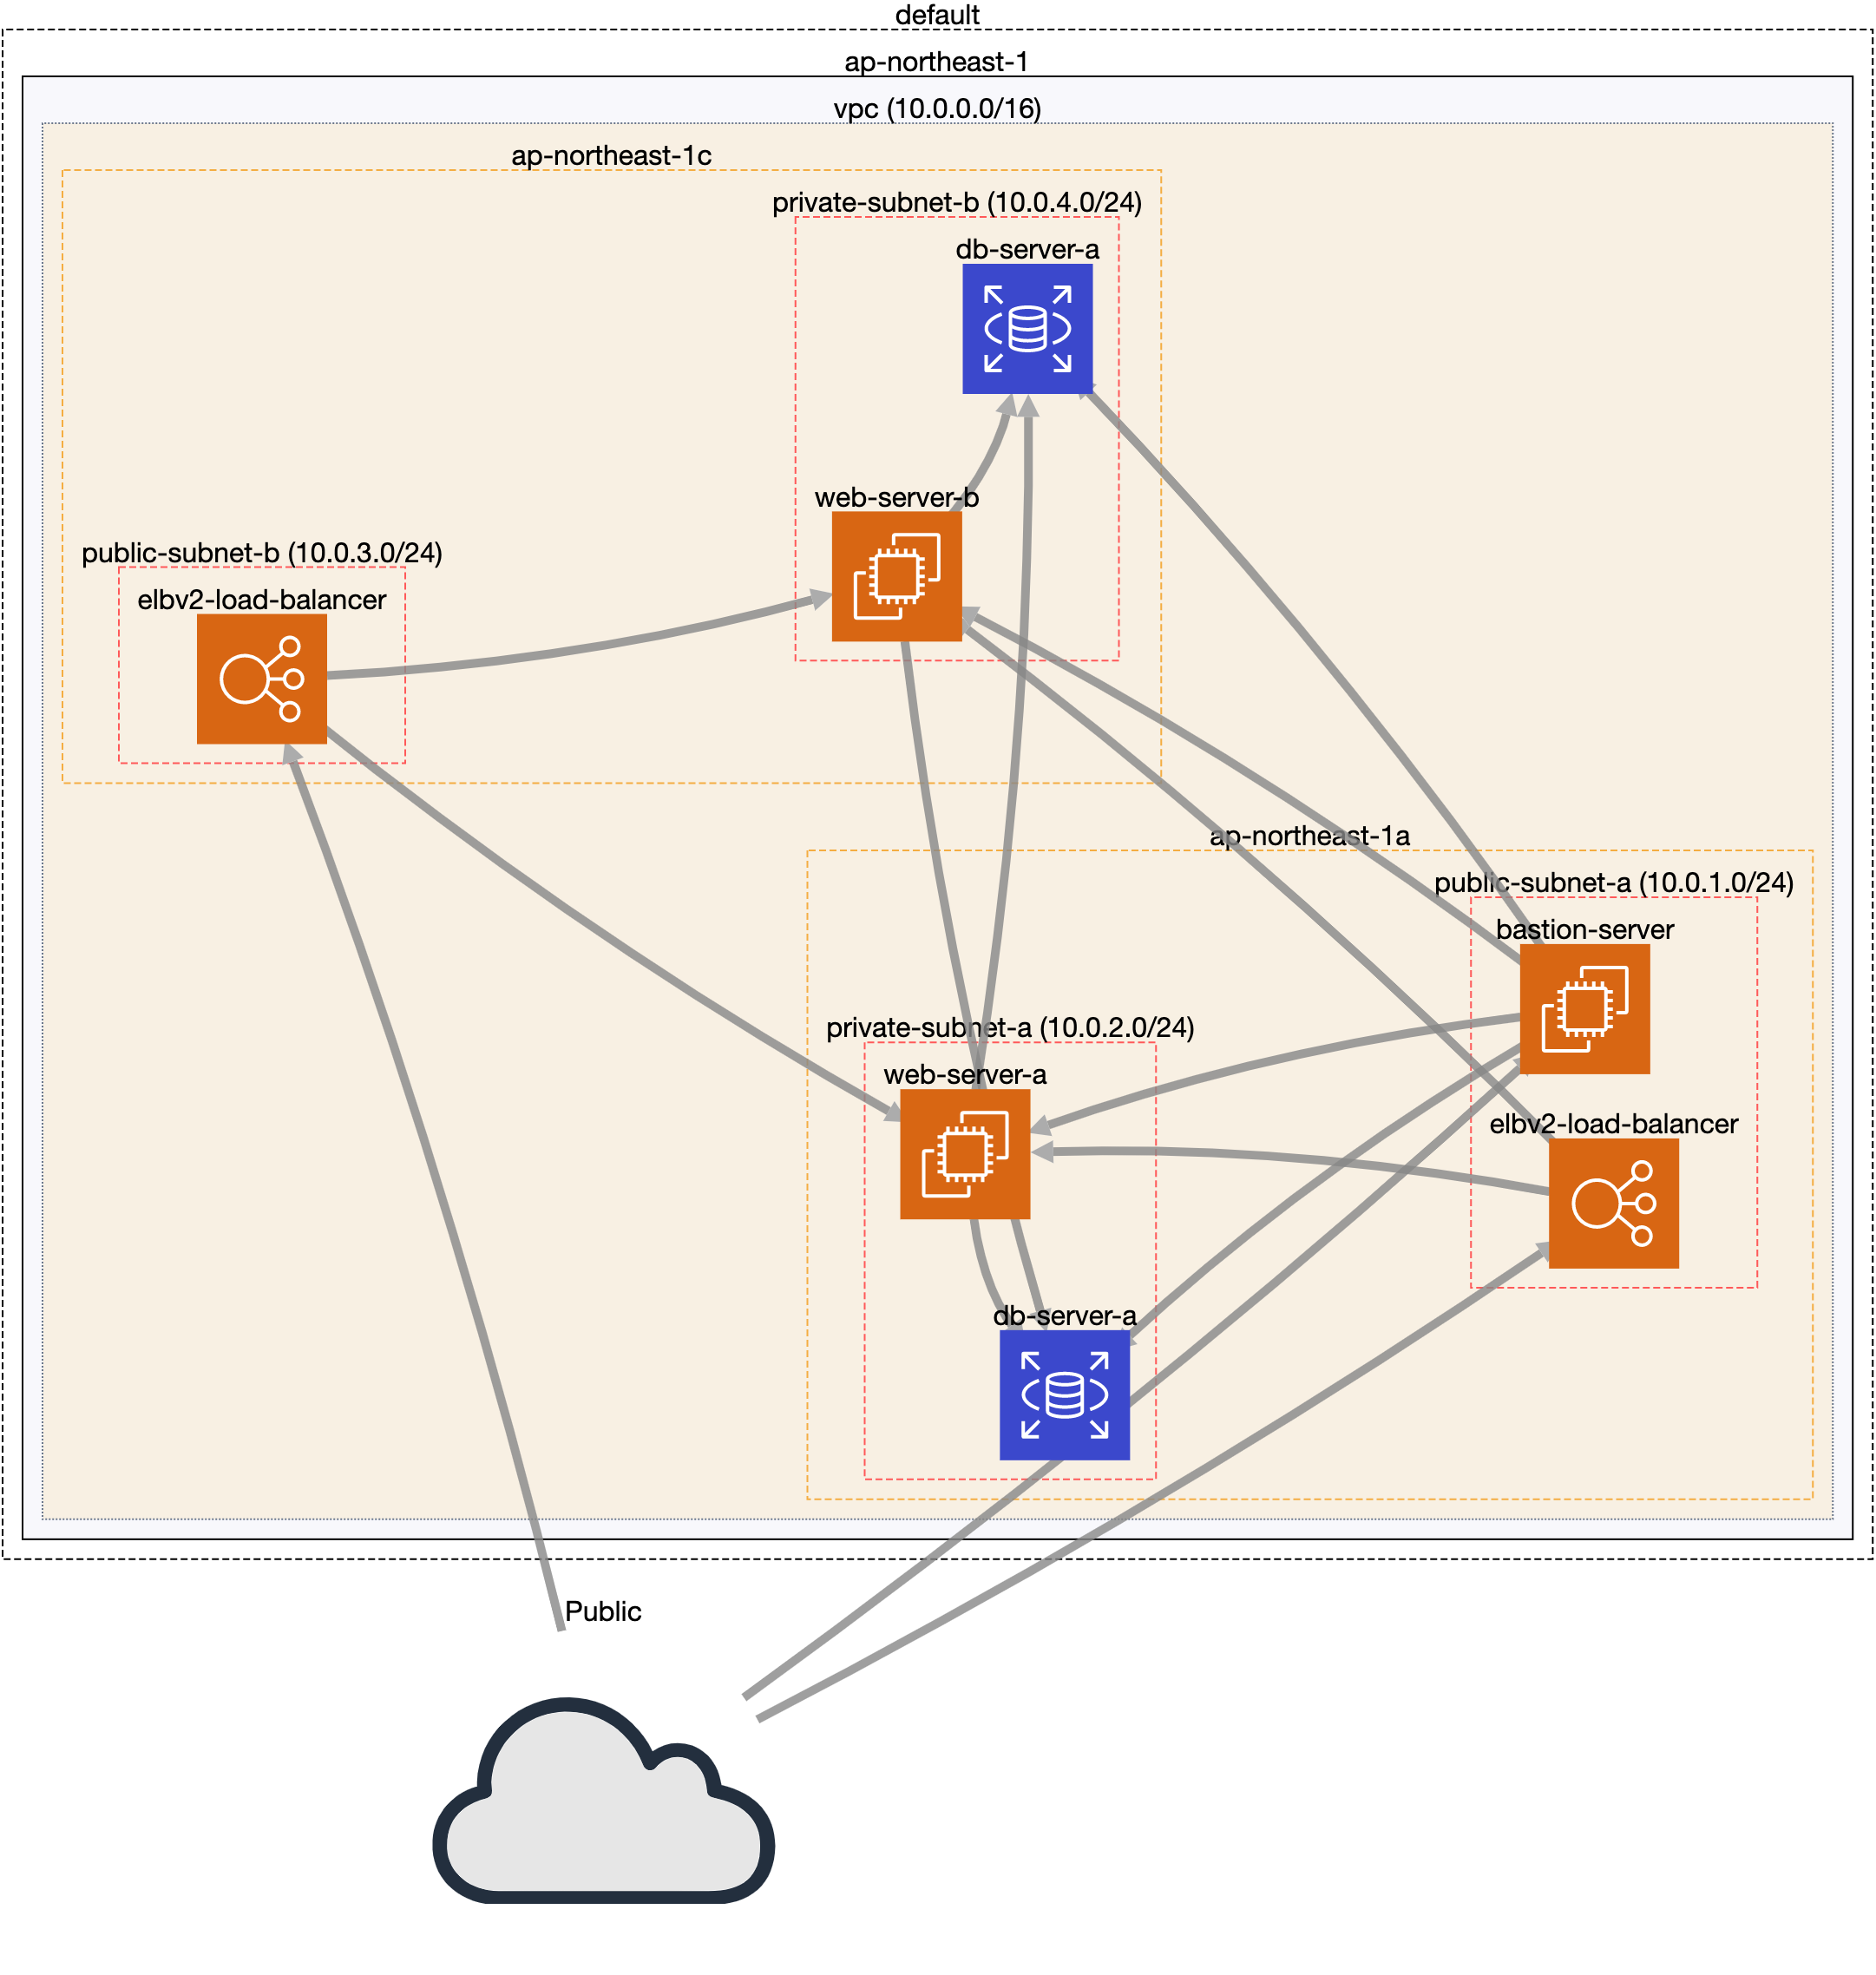 default
ap-northeast-1
vpc (10.0.0.0/16)
ap-northeast-1c
private-subnet-b (10.0.4.0/24)
db-server-a
web-server-b
public-subnet-b (10.0.3.0/24)
elbv2-load-balancer
ap-northeast-1a
public-subnet-a (10.0.1.0/24)
bastion-server
private-subnet-a (10.0.2.0/24)
web-server-a
elbv2-load-balancer
db-server-a
Public